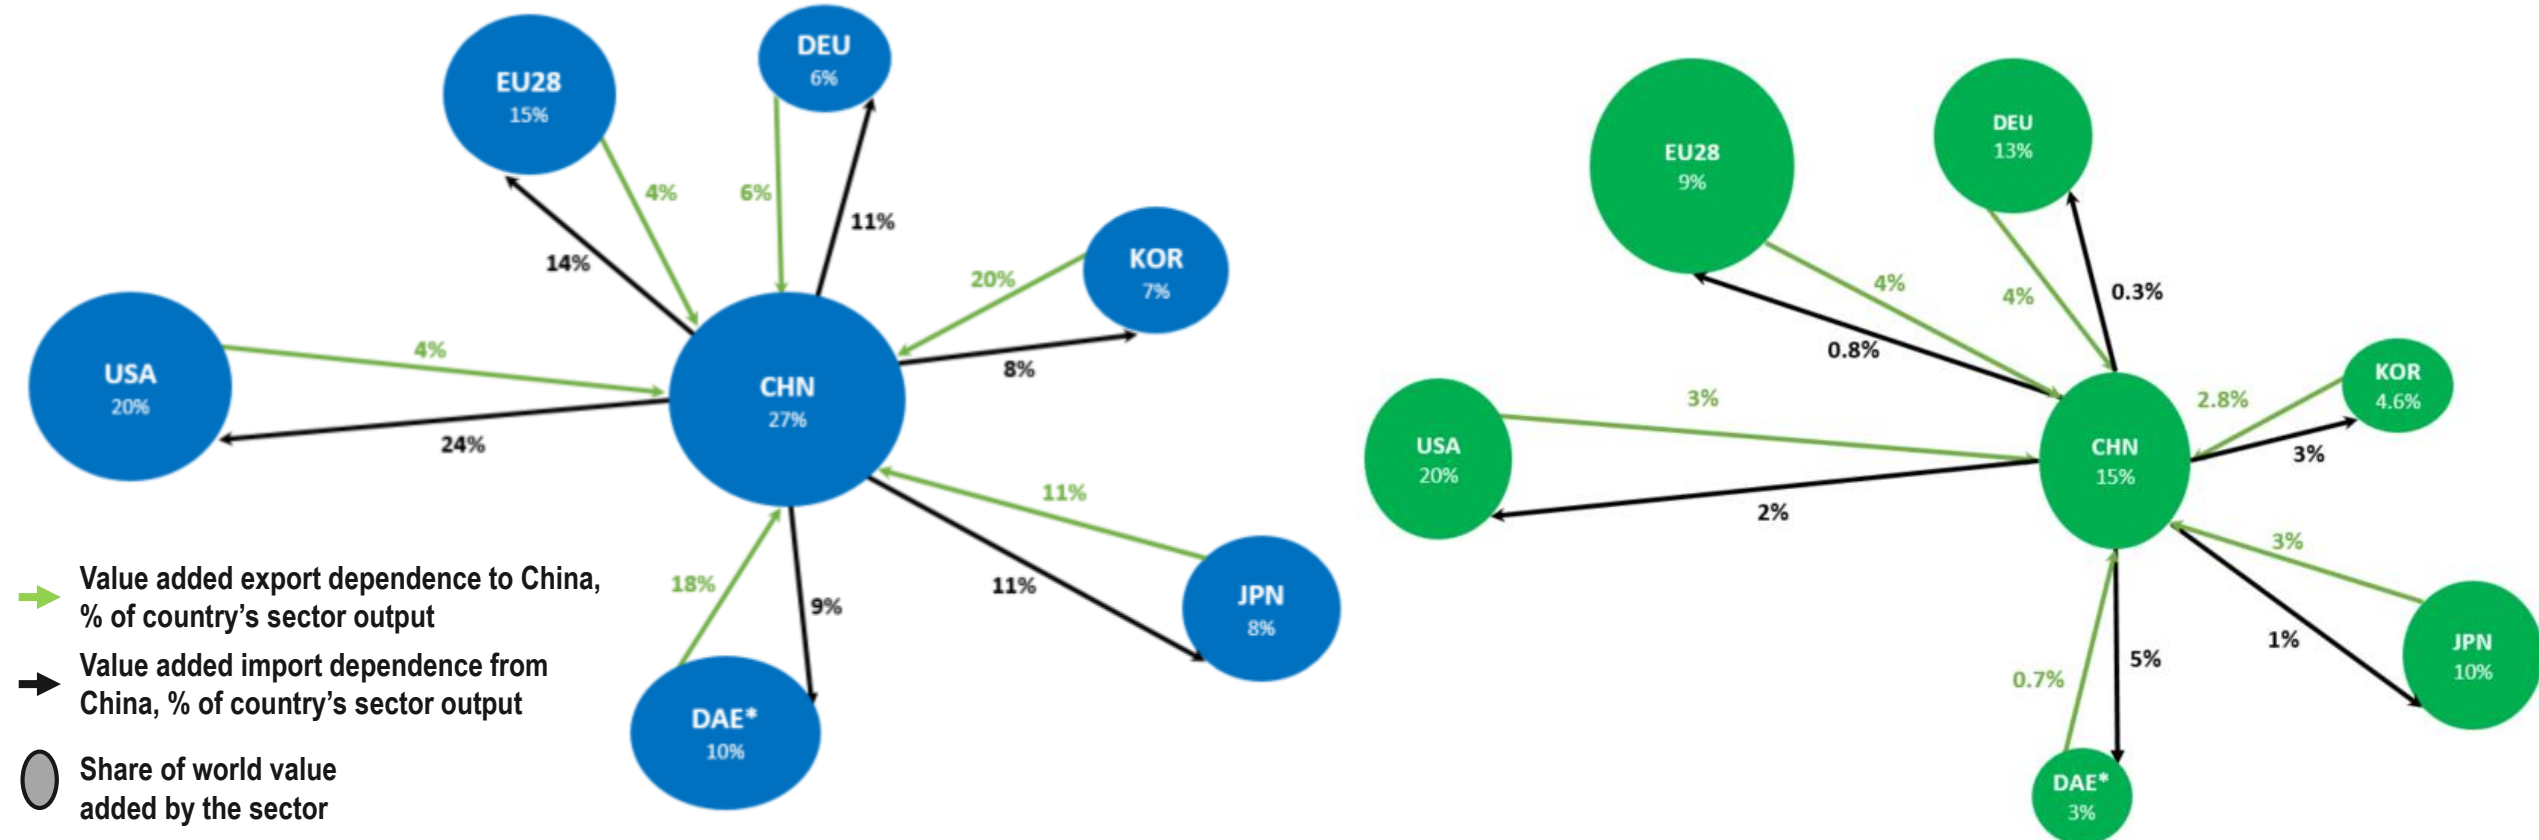 DEU
6%
EU28
15%
4%
6%
11%
14%
KOR
7%
20%
8%
USA
20%
4%
24%
CHN
27%
11%
11%
JPN
8%
18%
9%
DAE*
10%
Value added export dependence to China,
% of country's sector output
Value added import dependence from
China, % of country's sector output
Share of world value
added by the sector
EU28
9%
DEU
13%
4%
4%
0.3%
0.8%
KOR
4.6%
2.8%
3%
USA
20%
3%
2%
CHN
15%
3%
1%
JPN
10%
0.7%
5%
DAE*
3%